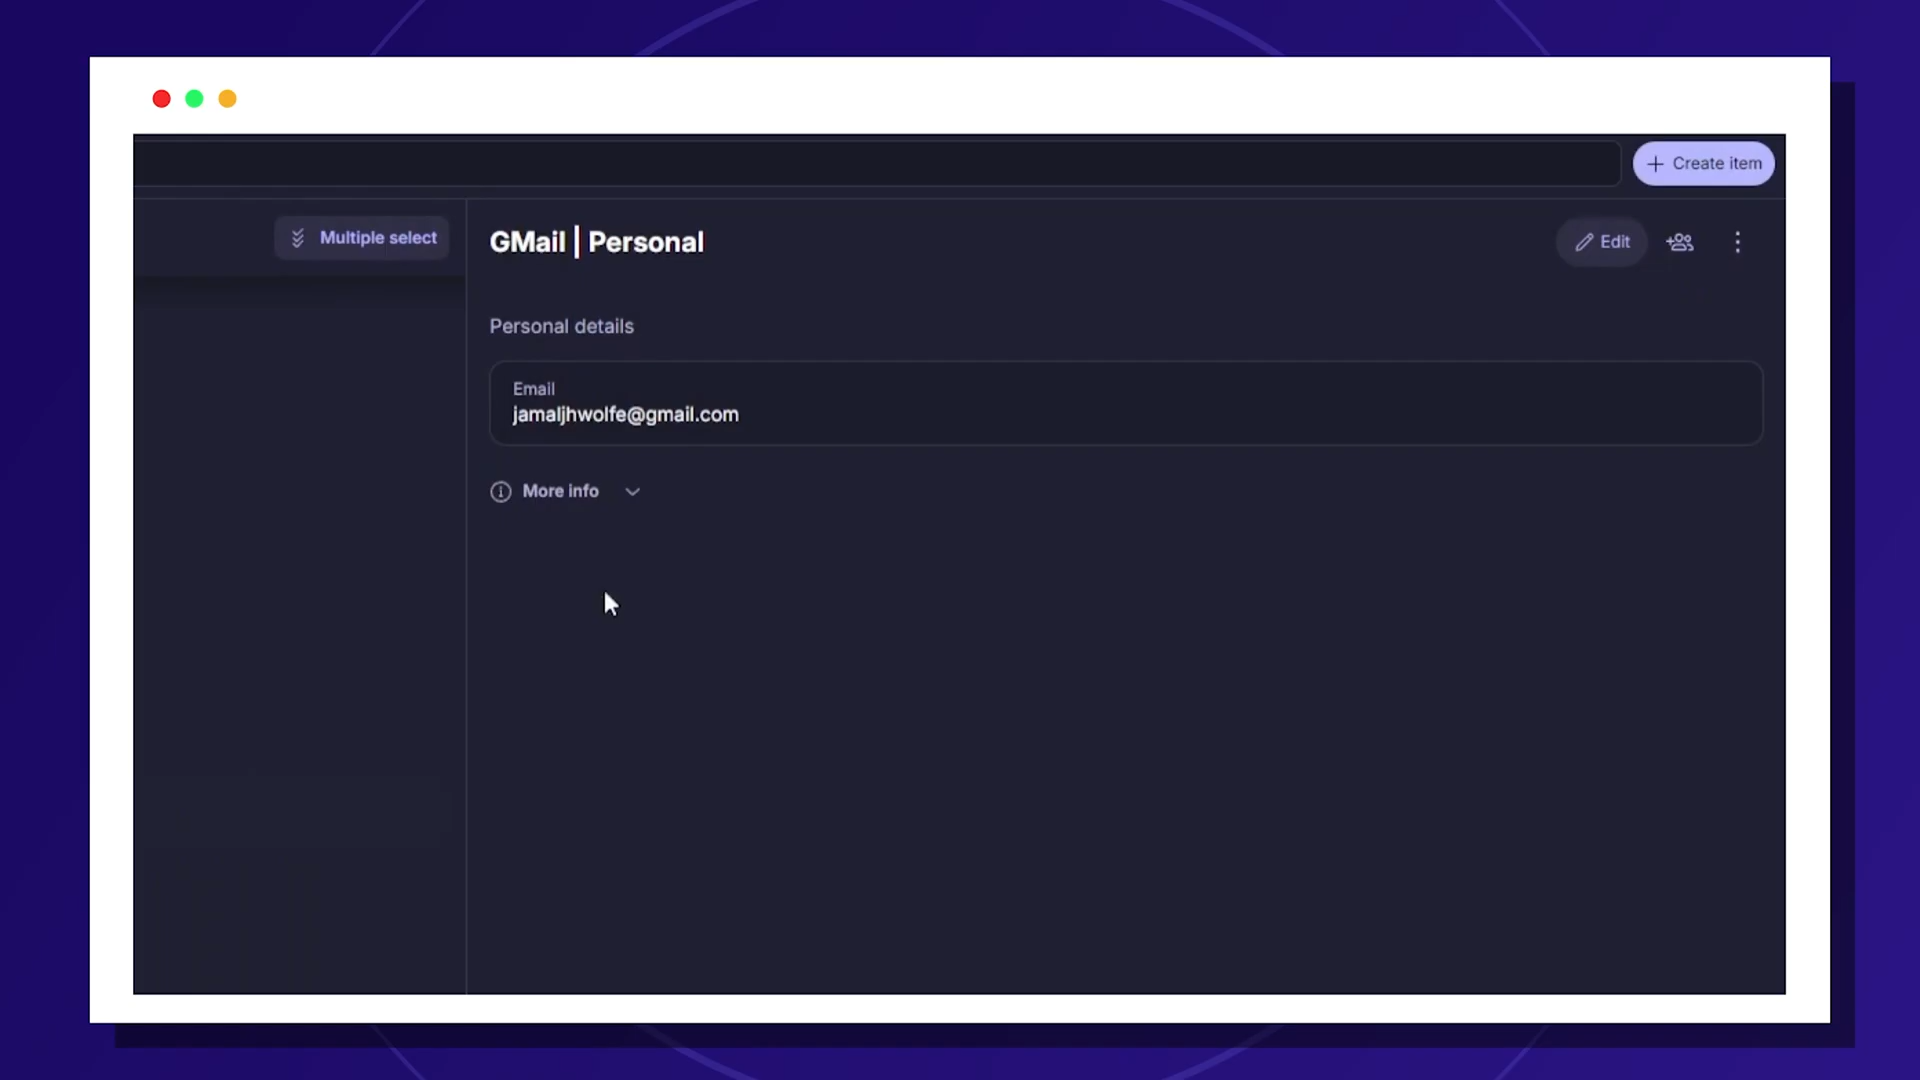 Create item
Multiple select
GMail | Personal
Edit
Personal details
Email
jamaljhwolfe@gmail.com
More info